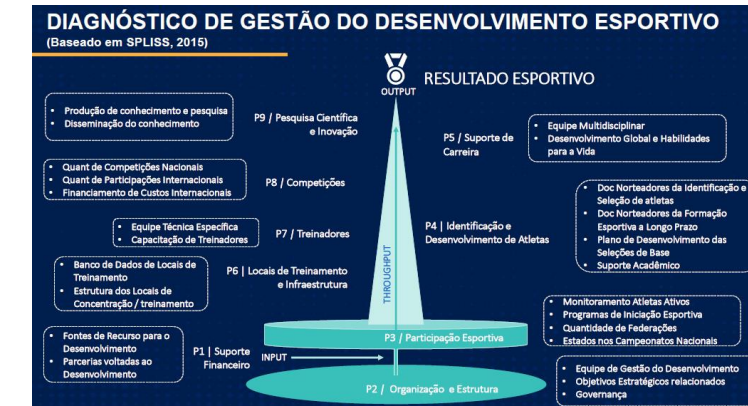 DIAGNÓSTICO DE GESTÃO DO DESENVOLVIMENTO ESPORTIVO
(Baseado em SPLISS, 2015)
RESULTADO ESPORTIVO
OUTPUT
• Produção de conhecimento e pesquisa
• Disseminação do conhecimento
P9 / Pesquisa Científica
e Inovação
P5 / Suporte de
Carreira
• Equipe Multidisciplinar
• Desenvolvimento Global e Habilidades
para a Vida
• Quant de Competições Nacionais
• Quant de Participações Internacionais
• Financiamento de Custos Internacionais
P8 / Competições
• Equipe Técnica Específica
• Capacitação de Treinadores
P7 / Treinadores
P4 | Identificação e
Desenvolvimento de Atletas
• Doc Norteadores da Identificação e
Seleção de atletas
• Doc Norteadores da Formação
Esportiva a Longo Prazo
• Plano de Desenvolvimento das
Seleções de Base
• Suporte Acadêmico
• Banco de Dados de Locais de
Treinamento
• Estrutura dos Locais de
Concentração / treinamento
P6 | Locais de Treinamento
e Infraestrutura
THROUGHPUT
• Monitoramento Atletas Ativos
• Programas de Iniciação Esportiva
• Quantidade de Federações
• Estados nos Campeonatos Nacionais
P3 / Participação Esportiva
• Fontes de Recurso para o
Desenvolvimento
• Parcerias voltadas ao
Desenvolvimento
P1 | Suporte
Financeiro
INPUT
P2 / Organização e Estrutura
• Equipe de Gestão do Desenvolvimento
• Objetivos Estratégicos relacionados
• Governança